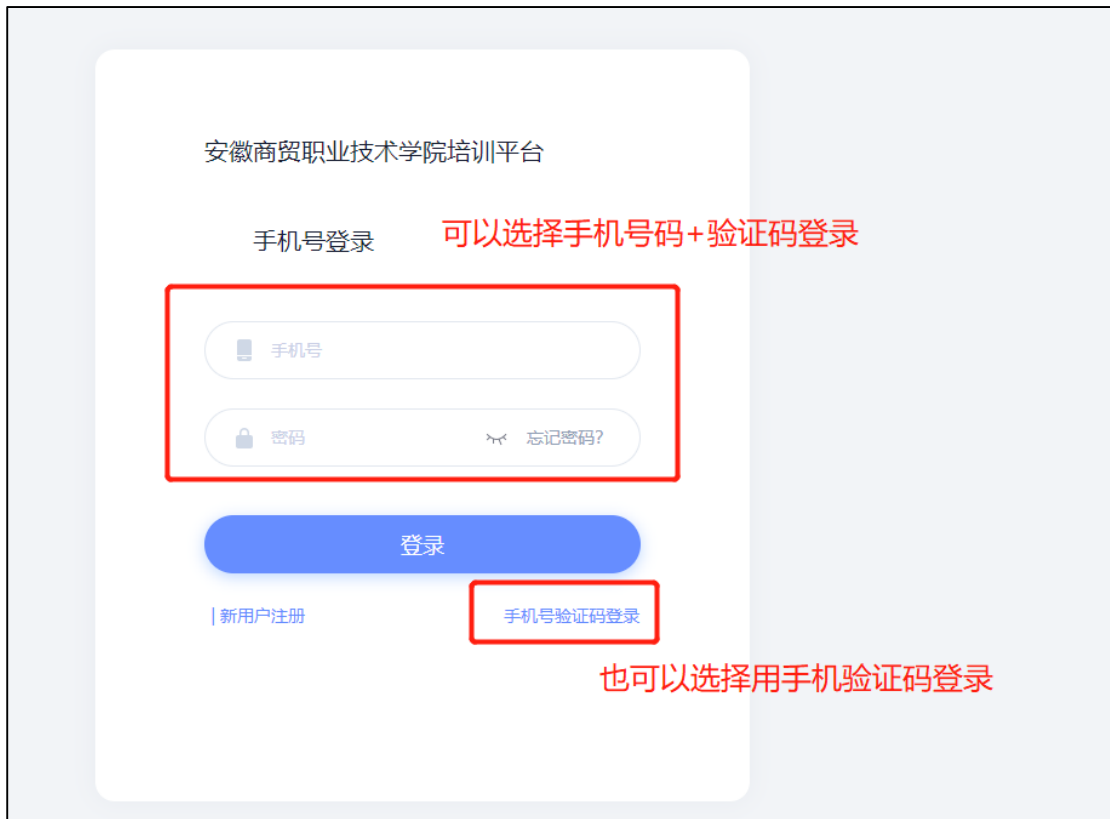 安徽商贸职业技术学院培训平台
手机号登录
可以选择手机号码+验证码登录
手机号
密码
忘记密码?
登录
|新用户注册
手机号验证码登录
也可以选择用手机验证码登录